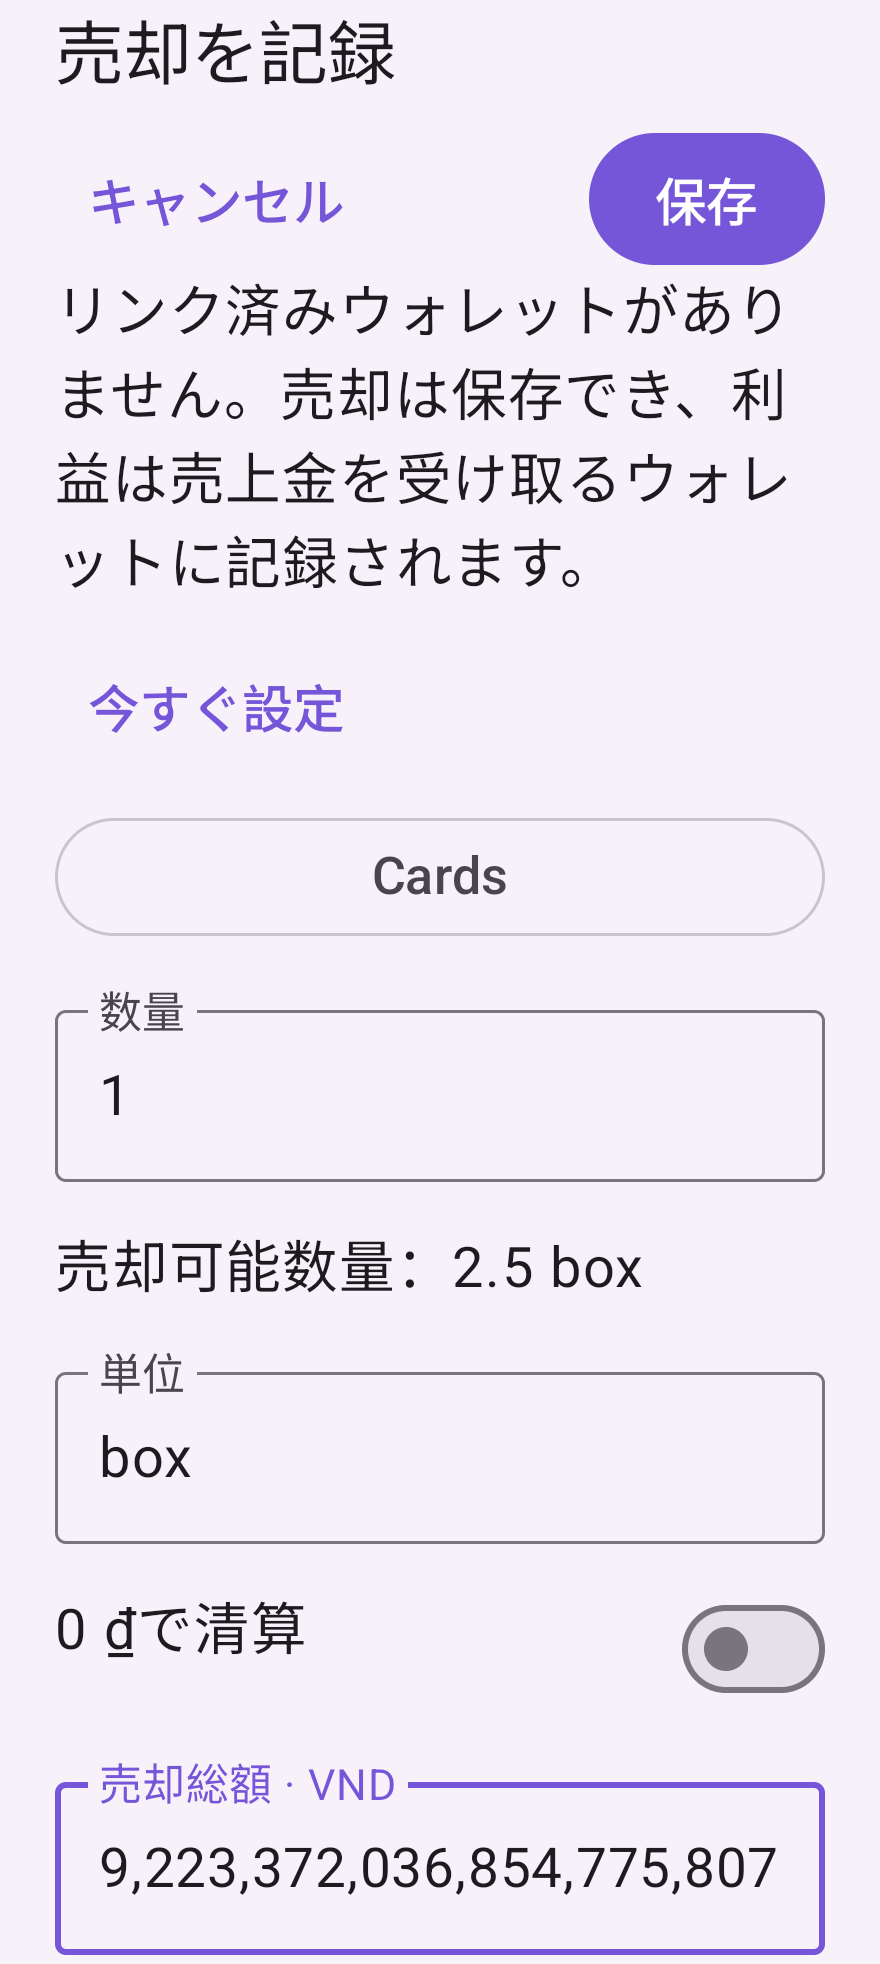 売却を記録
キャンセル
保存
リンク済みウォレットがあり
ません。売却は保存でき、利
益は売上金を受け取るウォレ
ットに記録されます。
今すぐ設定
Cards
数量
1
売却可能数量：2.5 box
単位
box
0 ₫で清算
売却総額 · VND
9,223,372,036,854,775,807